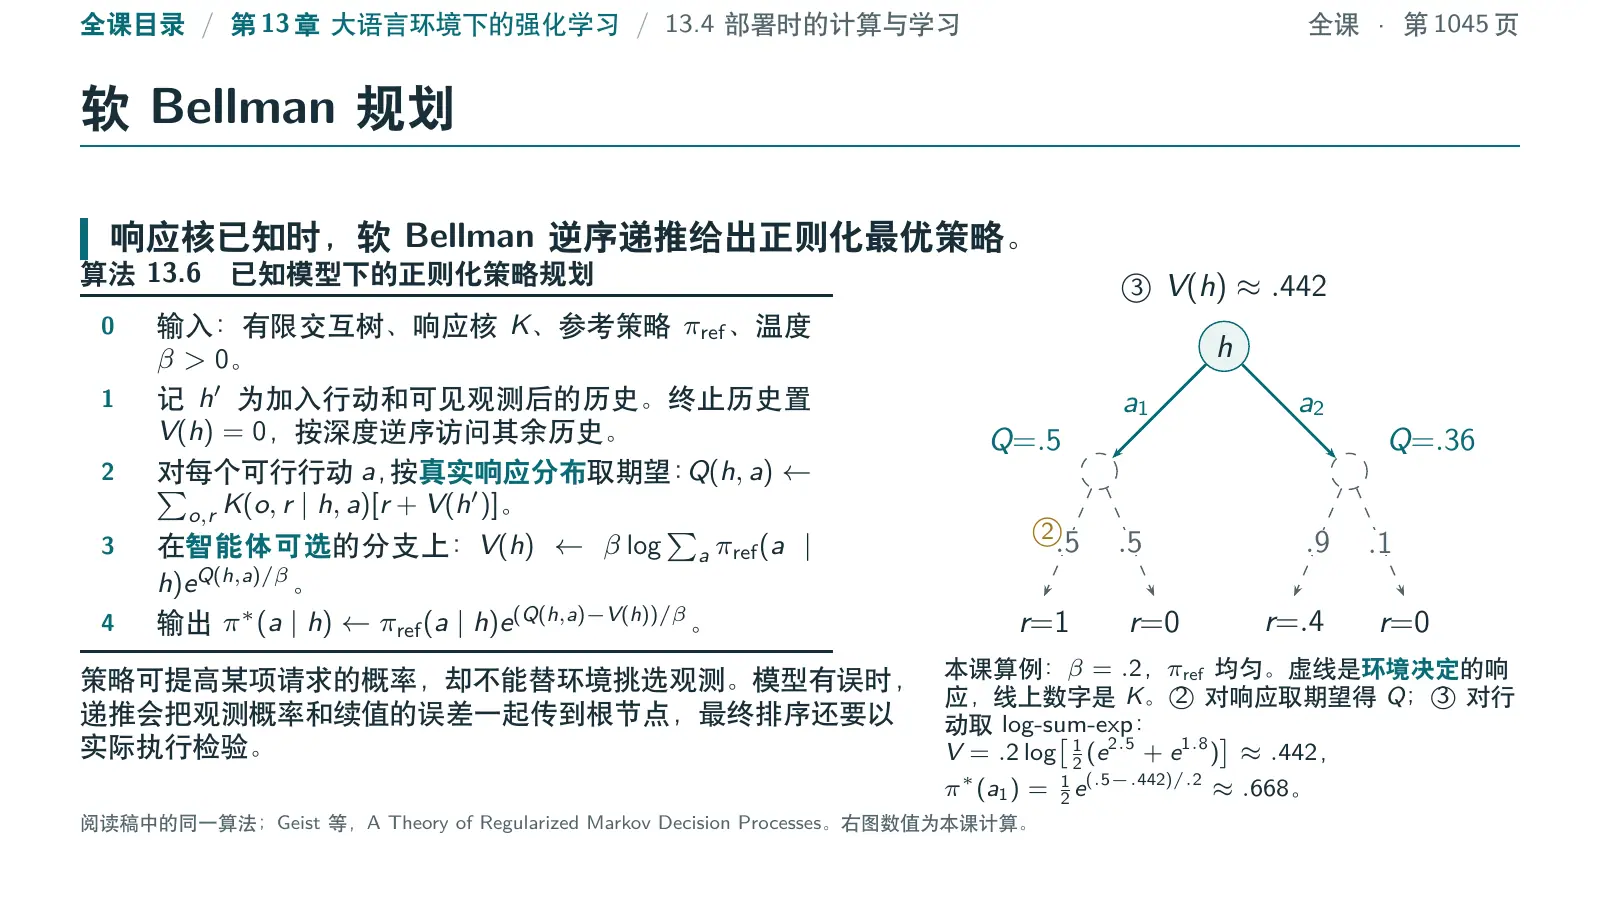 全课目录 / 第13章 大语言环境下的强化学习 / 13.4 部署时的计算与学习
全课 · 第1045页
软 Bellman 规划
响应核已知时，软 Bellman 逆序递推给出正则化最优策略。
算法 13.6 已知模型下的正则化策略规划
0 输入：有限交互树、响应核 K、参考策略 π_ref、温度
β > 0。
1 记 h′ 为加入行动和可见观测后的历史。终止历史置
V(h) = 0，按深度逆序访问其余历史。
2 对每个可行行动 a，按真实响应分布取期望：Q(h, a) ←
∑_{o,r} K(o, r | h, a)[r + V(h′)]。
3 在智能体可选的分支上：V(h) ← β log ∑_a π_ref(a |
h)e^{Q(h,a)/β}。
4 输出 π*(a | h) ← π_ref(a | h)e^{(Q(h,a)−V(h))/β}。
策略可提高某项请求的概率，却不能替环境挑选观测。模型有误时，
递推会把观测概率和续值的误差一起传到根节点，最终排序还要以
实际执行检验。
③ V(h) ≈ .442
h
a₁ a₂
Q=.5 Q=.36
② .5 .5 .9 .1
r=1 r=0 r=.4 r=0
本课算例：β = .2，π_ref 均匀。虚线是环境决定的响
应，线上数字是 K。② 对响应取期望得 Q；③ 对行
动取 log-sum-exp：
V = .2 log[½(e^{2.5} + e^{1.8})] ≈ .442，
π*(a₁) = ½e^{(.5−.442)/.2} ≈ .668。
阅读稿中的同一算法；Geist 等，A Theory of Regularized Markov Decision Processes。右图数值为本课计算。